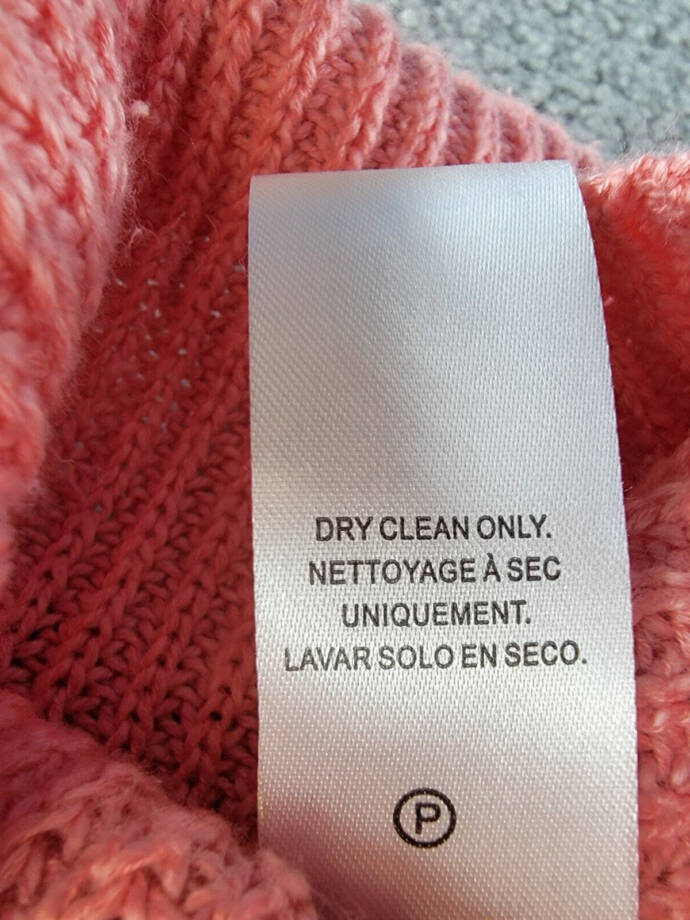 DRY CLEAN ONLY.
NETTOYAGE À SEC
UNIQUEMENT.
LAVAR SOLO EN SECO.
P